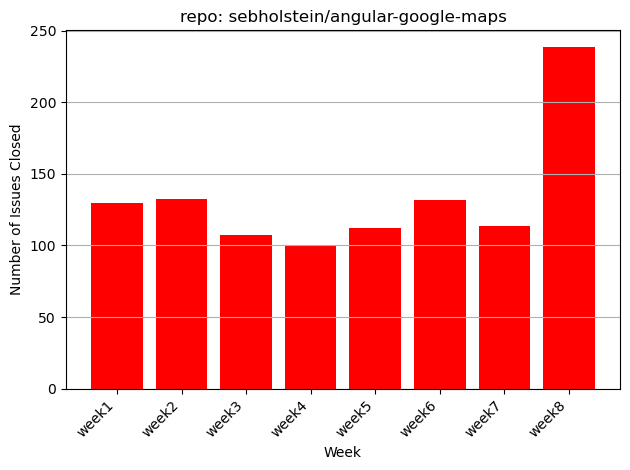 repo: sebholstein/angular-google-maps
250
200
150
100
50
0
Number of Issues Closed
week1
week2
week3
week4
week5
week6
week7
week8
Week